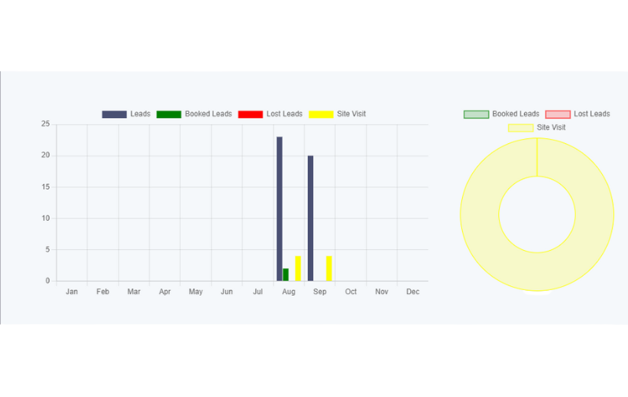 Leads Booked Leads Lost Leads Site Visit
25
20
15
10
5
0
Jan Feb Mar Apr May Jun Jul Aug Sep Oct Nov Dec
Booked Leads Lost Leads
Site Visit